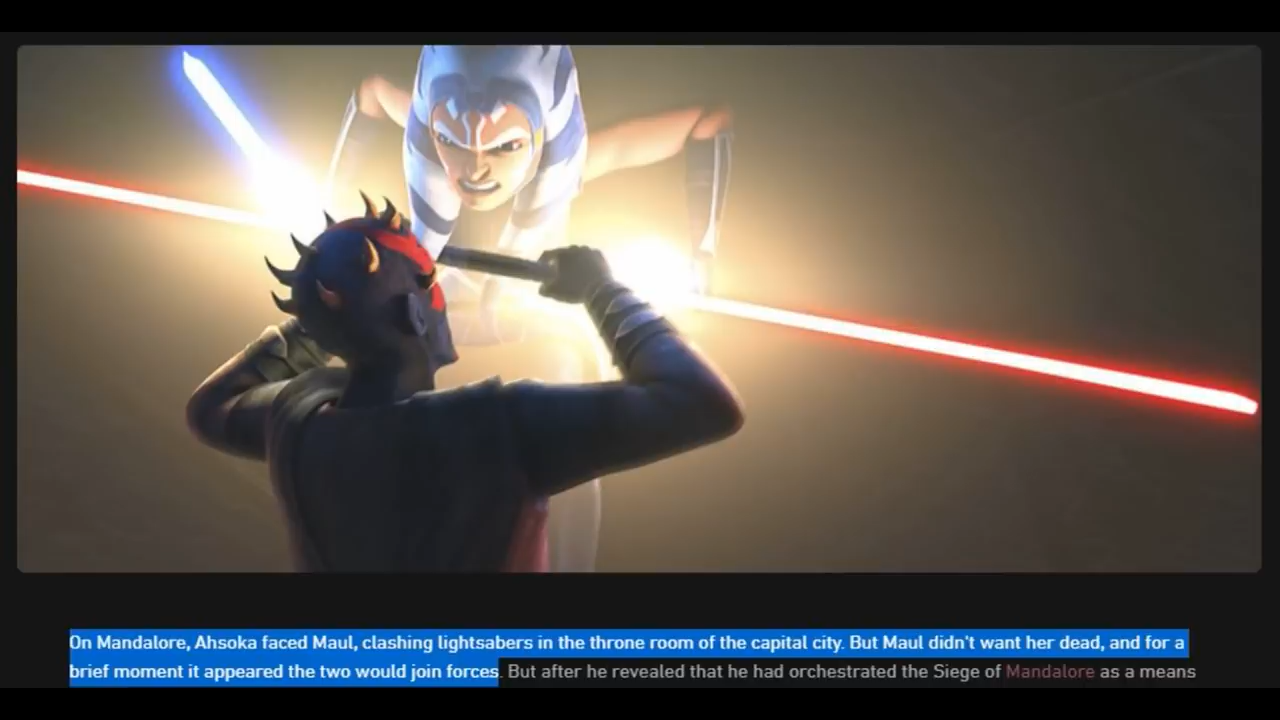 On Mandalore, Ahsoka faced Maul, clashing lightsabers in the throne room of the capital city. But Maul didn't want her dead, and for a
brief moment it appeared the two would join forces. But after he revealed that he had orchestrated the Siege of Mandalore as a means